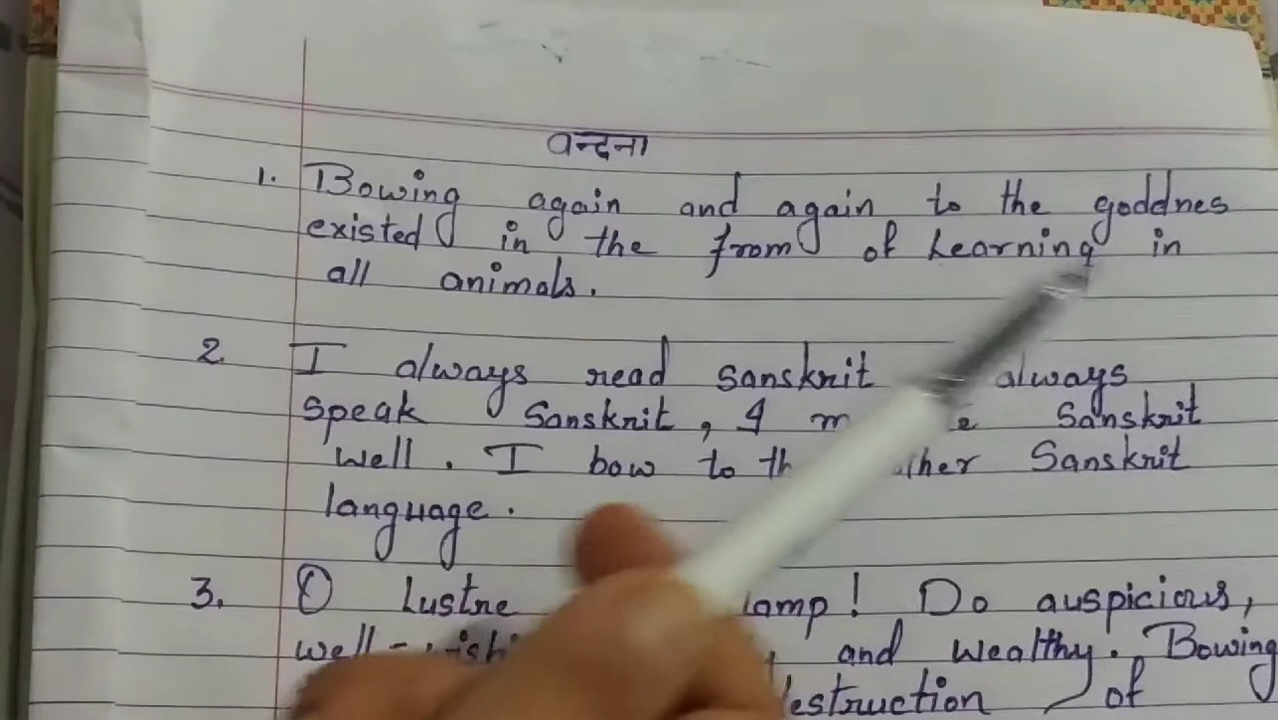 वन्दना
1. Bowing again and again to the goddnes
existed in the from of Learning in
all animals.
2. I always read Sanskrit always
speak Sanskrit, I Sanskrit
well. I bow to Sanskrit
language.
3. O Lustre lamp! Do auspicious,
well- and wealthy. Bowing
destruction of